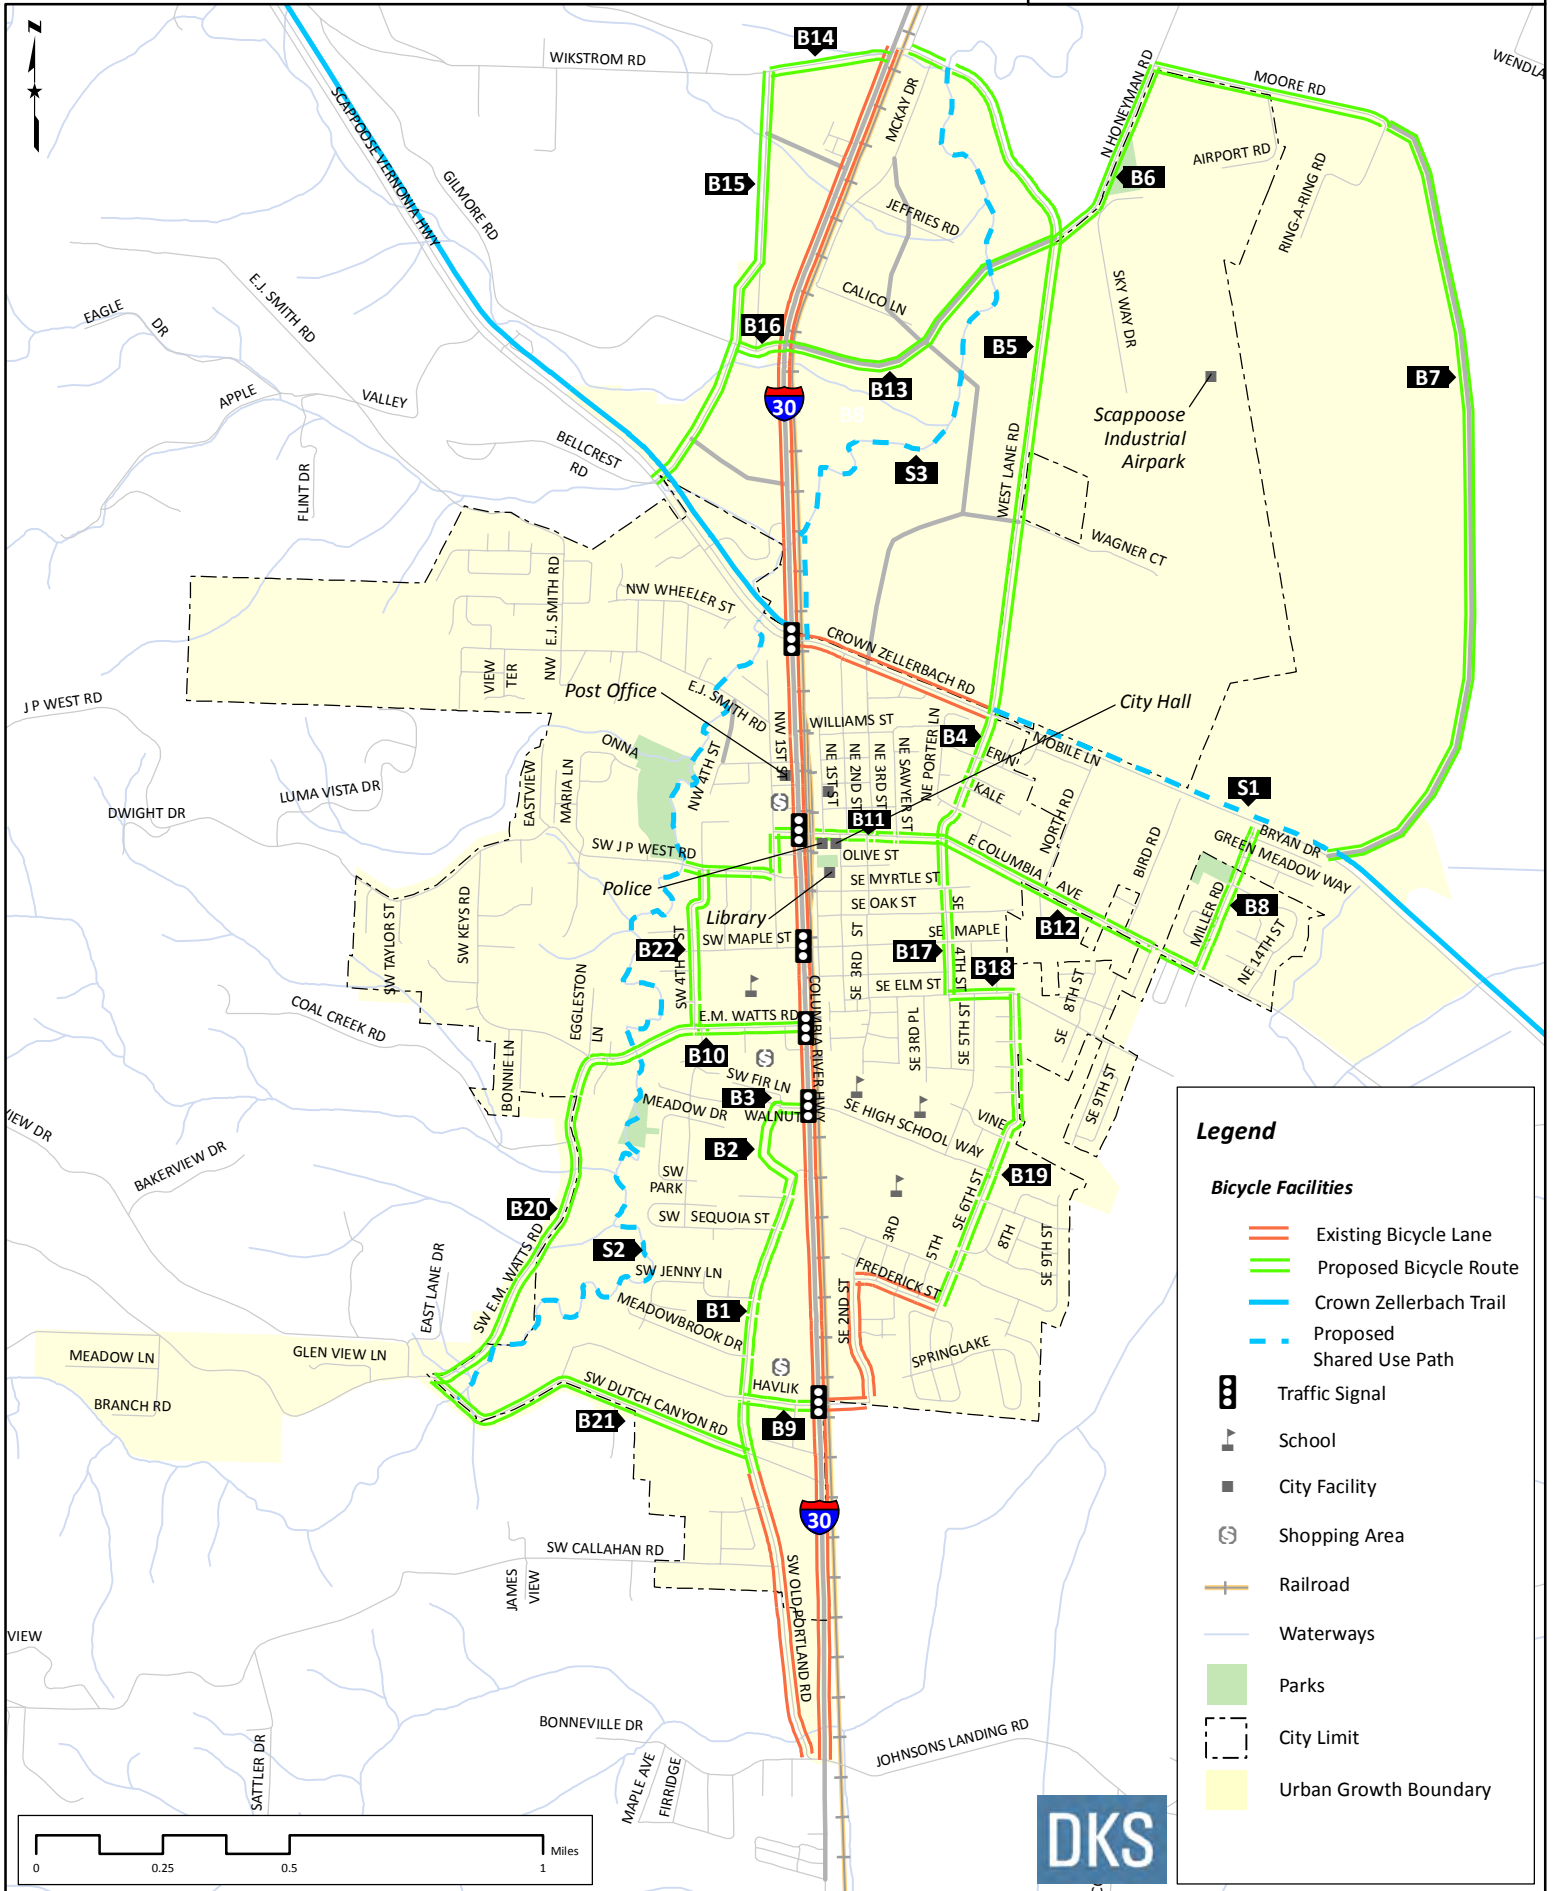 N
WIKSTROM RD
B14
WENDLA
MOORE RD
N HONEYMAN RD
MCKAY DR
SCAPPOOSE VERNONIA HWY
GILMORE RD
AIRPORT RD
RING-A-RING RD
B15
B6
JEFFRIES RD
E.J. SMITH RD
EAGLE
DR
CALICO LN
SKY WAY DR
B16
B5
B7
B13
30
B8
APPLE
VALLEY
Scappoose
Industrial
Airpark
BELLCREST
RD
FLINT DR
S3
WEST LANE RD
WAGNER CT
NW WHEELER ST
NW E.J. SMITH RD
VIEW
TER
CROWN ZELLERBACH RD
Post Office
E.J. SMITH RD
City Hall
J P WEST RD
NW 1ST ST
WILLIAMS ST
NE PORTER LN
B4
ERIN
MOBILE LN
ONNA
NW 4TH ST
NE 1ST ST
NE 2ND ST
NE 3RD ST
NE SAWYER ST
KALE
EASTVIEW
MARIA LN
LUMA VISTA DR
DWIGHT DR
S1
BRYAN DR
GREEN MEADOW WAY
NORTH RD
BIRD RD
B11
E COLUMBIA AVE
SW J P WEST RD
OLIVE ST
SE MYRTLE ST
Police
SE OAK ST
Library
SE MAPLE
SE 4TH ST
B12
MILLER RD
B8
NE 14TH ST
SW TAYLOR ST
SW KEYS RD
B22
SW 4TH ST
SW MAPLE ST
SE 3RD ST
B17
B18
SE ELM ST
SE 8TH ST
COAL CREEK RD
EGGLESTON
LN
E.M. WATTS RD
COLUMBIA RIVER HWY
SE 3RD PL
SE 5TH ST
B10
SW FIR LN
BONNIE LN
B3
MEADOW DR
WALNUT
SE HIGH SCHOOL WAY
VINE
SE 9TH ST
VIEW DR
BAKERVIEW DR
B2
SW
PARK
B19
SE 6TH ST
B20
SW SEQUOIA ST
3RD
5TH
8TH
SE 9TH ST
S2
SW E.M. WATTS RD
EAST LANE DR
SW JENNY LN
FREDERICK ST
B1
MEADOWBROOK DR
SE 2ND ST
SPRINGLAKE
MEADOW LN
GLEN VIEW LN
HAVLIK
SW DUTCH CANYON RD
BRANCH RD
B21
B9
30
SW CALLAHAN RD
JAMES
VIEW
SW OLD PORTLAND RD
VIEW
BONNEVILLE DR
JOHNSONS LANDING RD
SATTLER DR
MAPLE AVE
FIRRIDGE
Legend
Bicycle Facilities
Existing Bicycle Lane
Proposed Bicycle Route
Crown Zellerbach Trail
Proposed
Shared Use Path
Traffic Signal
School
City Facility
S Shopping Area
Railroad
Waterways
Parks
City Limit
Urban Growth Boundary
DKS
0 0.25 0.5 1 Miles